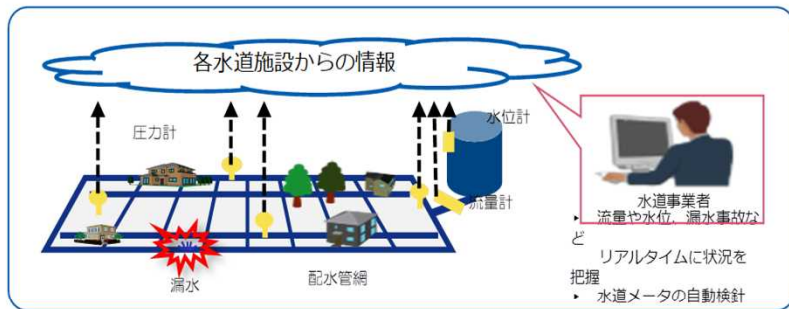 各水道施設からの情報
圧力計
水位計
流量計
漏水
配水管網
水道事業者
▸ 流量や水位、漏水事故な
ど
リアルタイムに状況を
把握
▸ 水道メータの自動検針